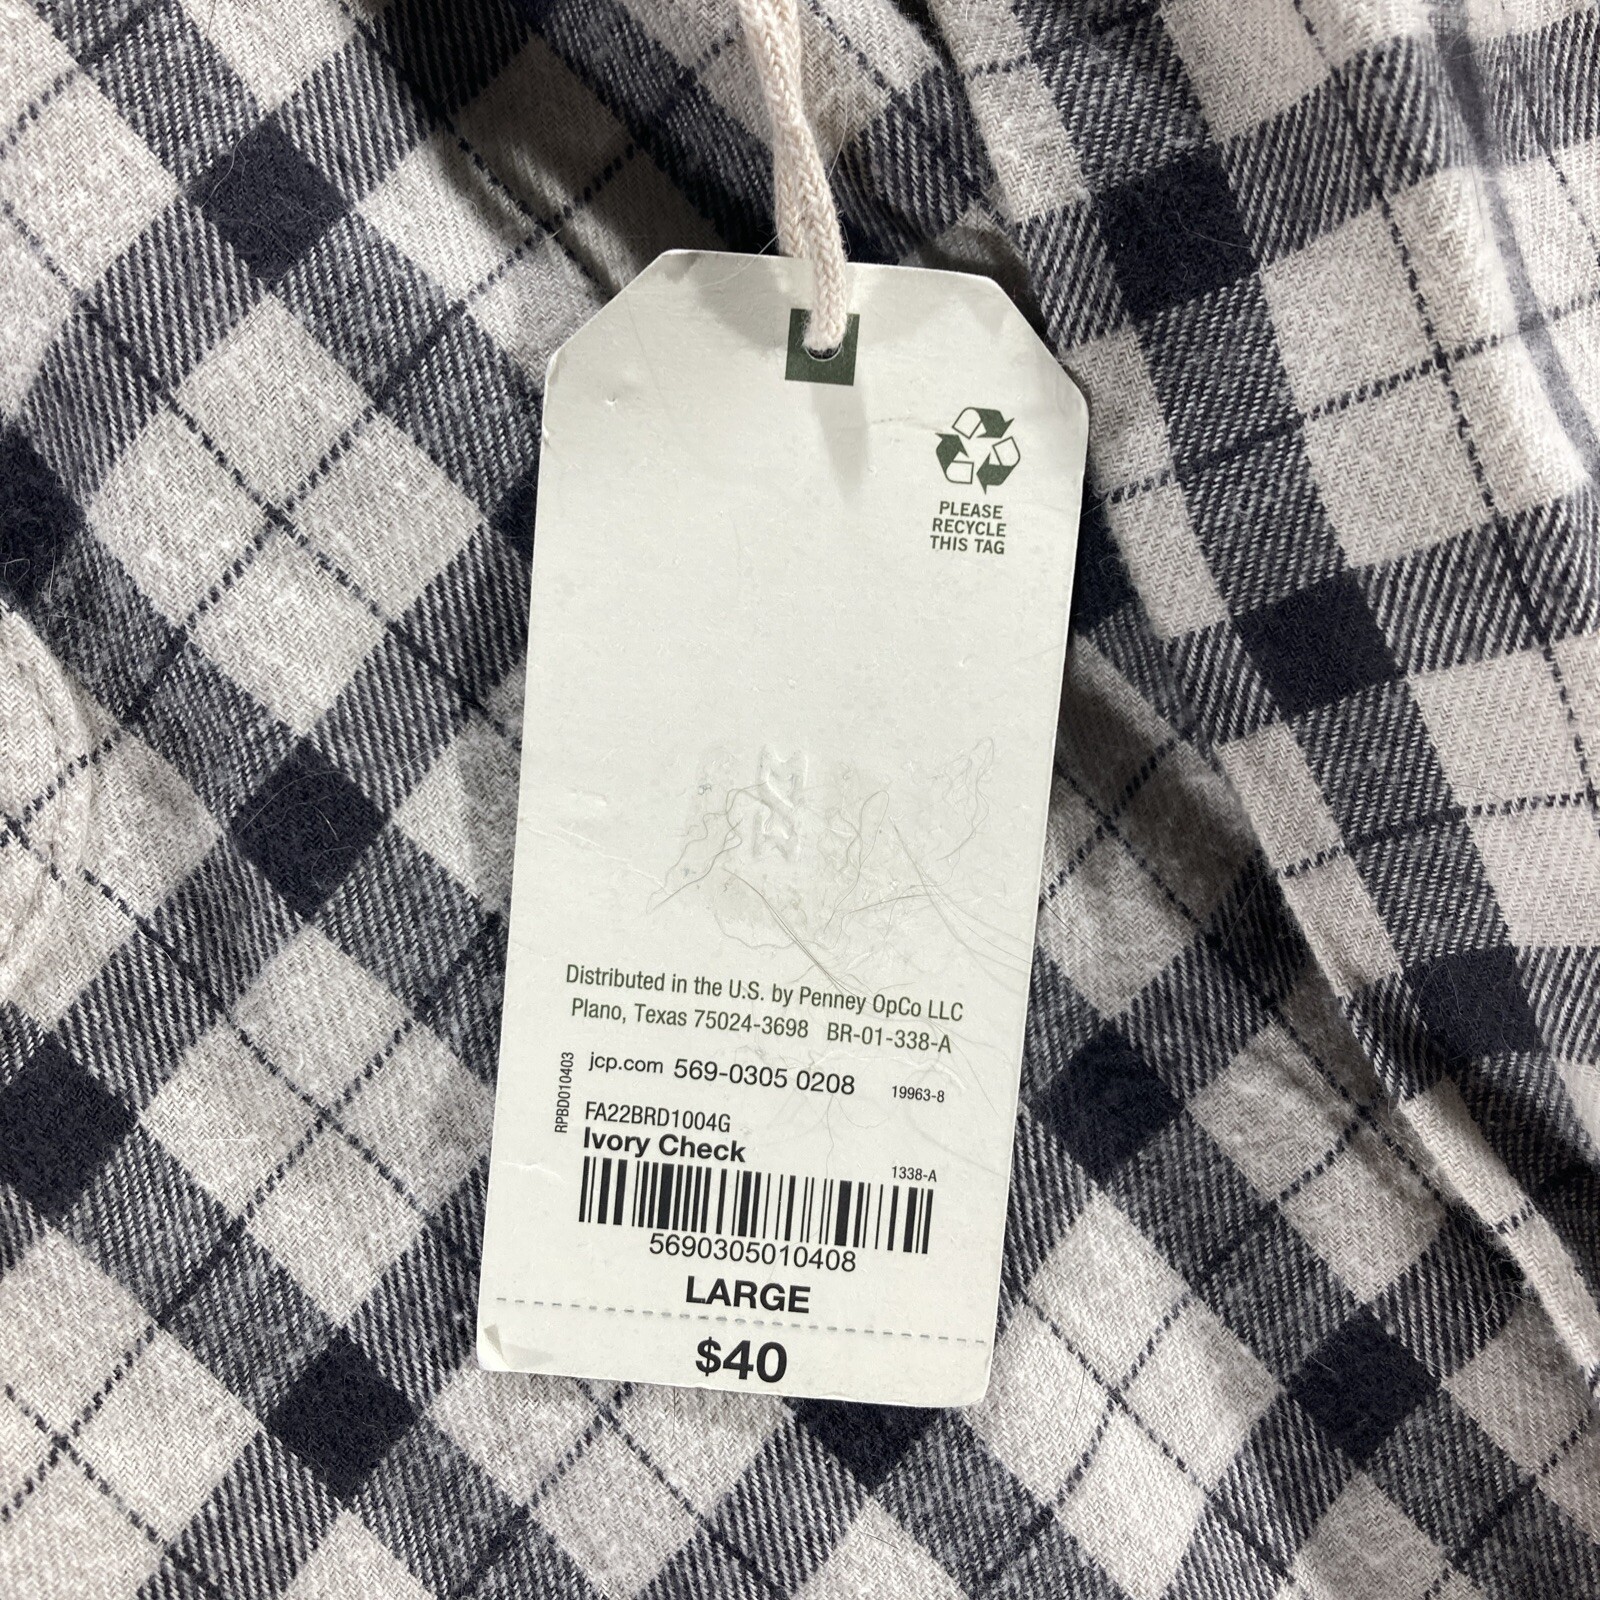 PLEASE
RECYCLE
THIS TAG
Distributed in the U.S. by Penney OpCo LLC
Plano, Texas 75024-3698 BR-01-338-A
jcp.com 569-0305 0208 19963-8
RPBD010403
FA22BRD1004G
Ivory Check
1338-A
5690305010408
LARGE
$40